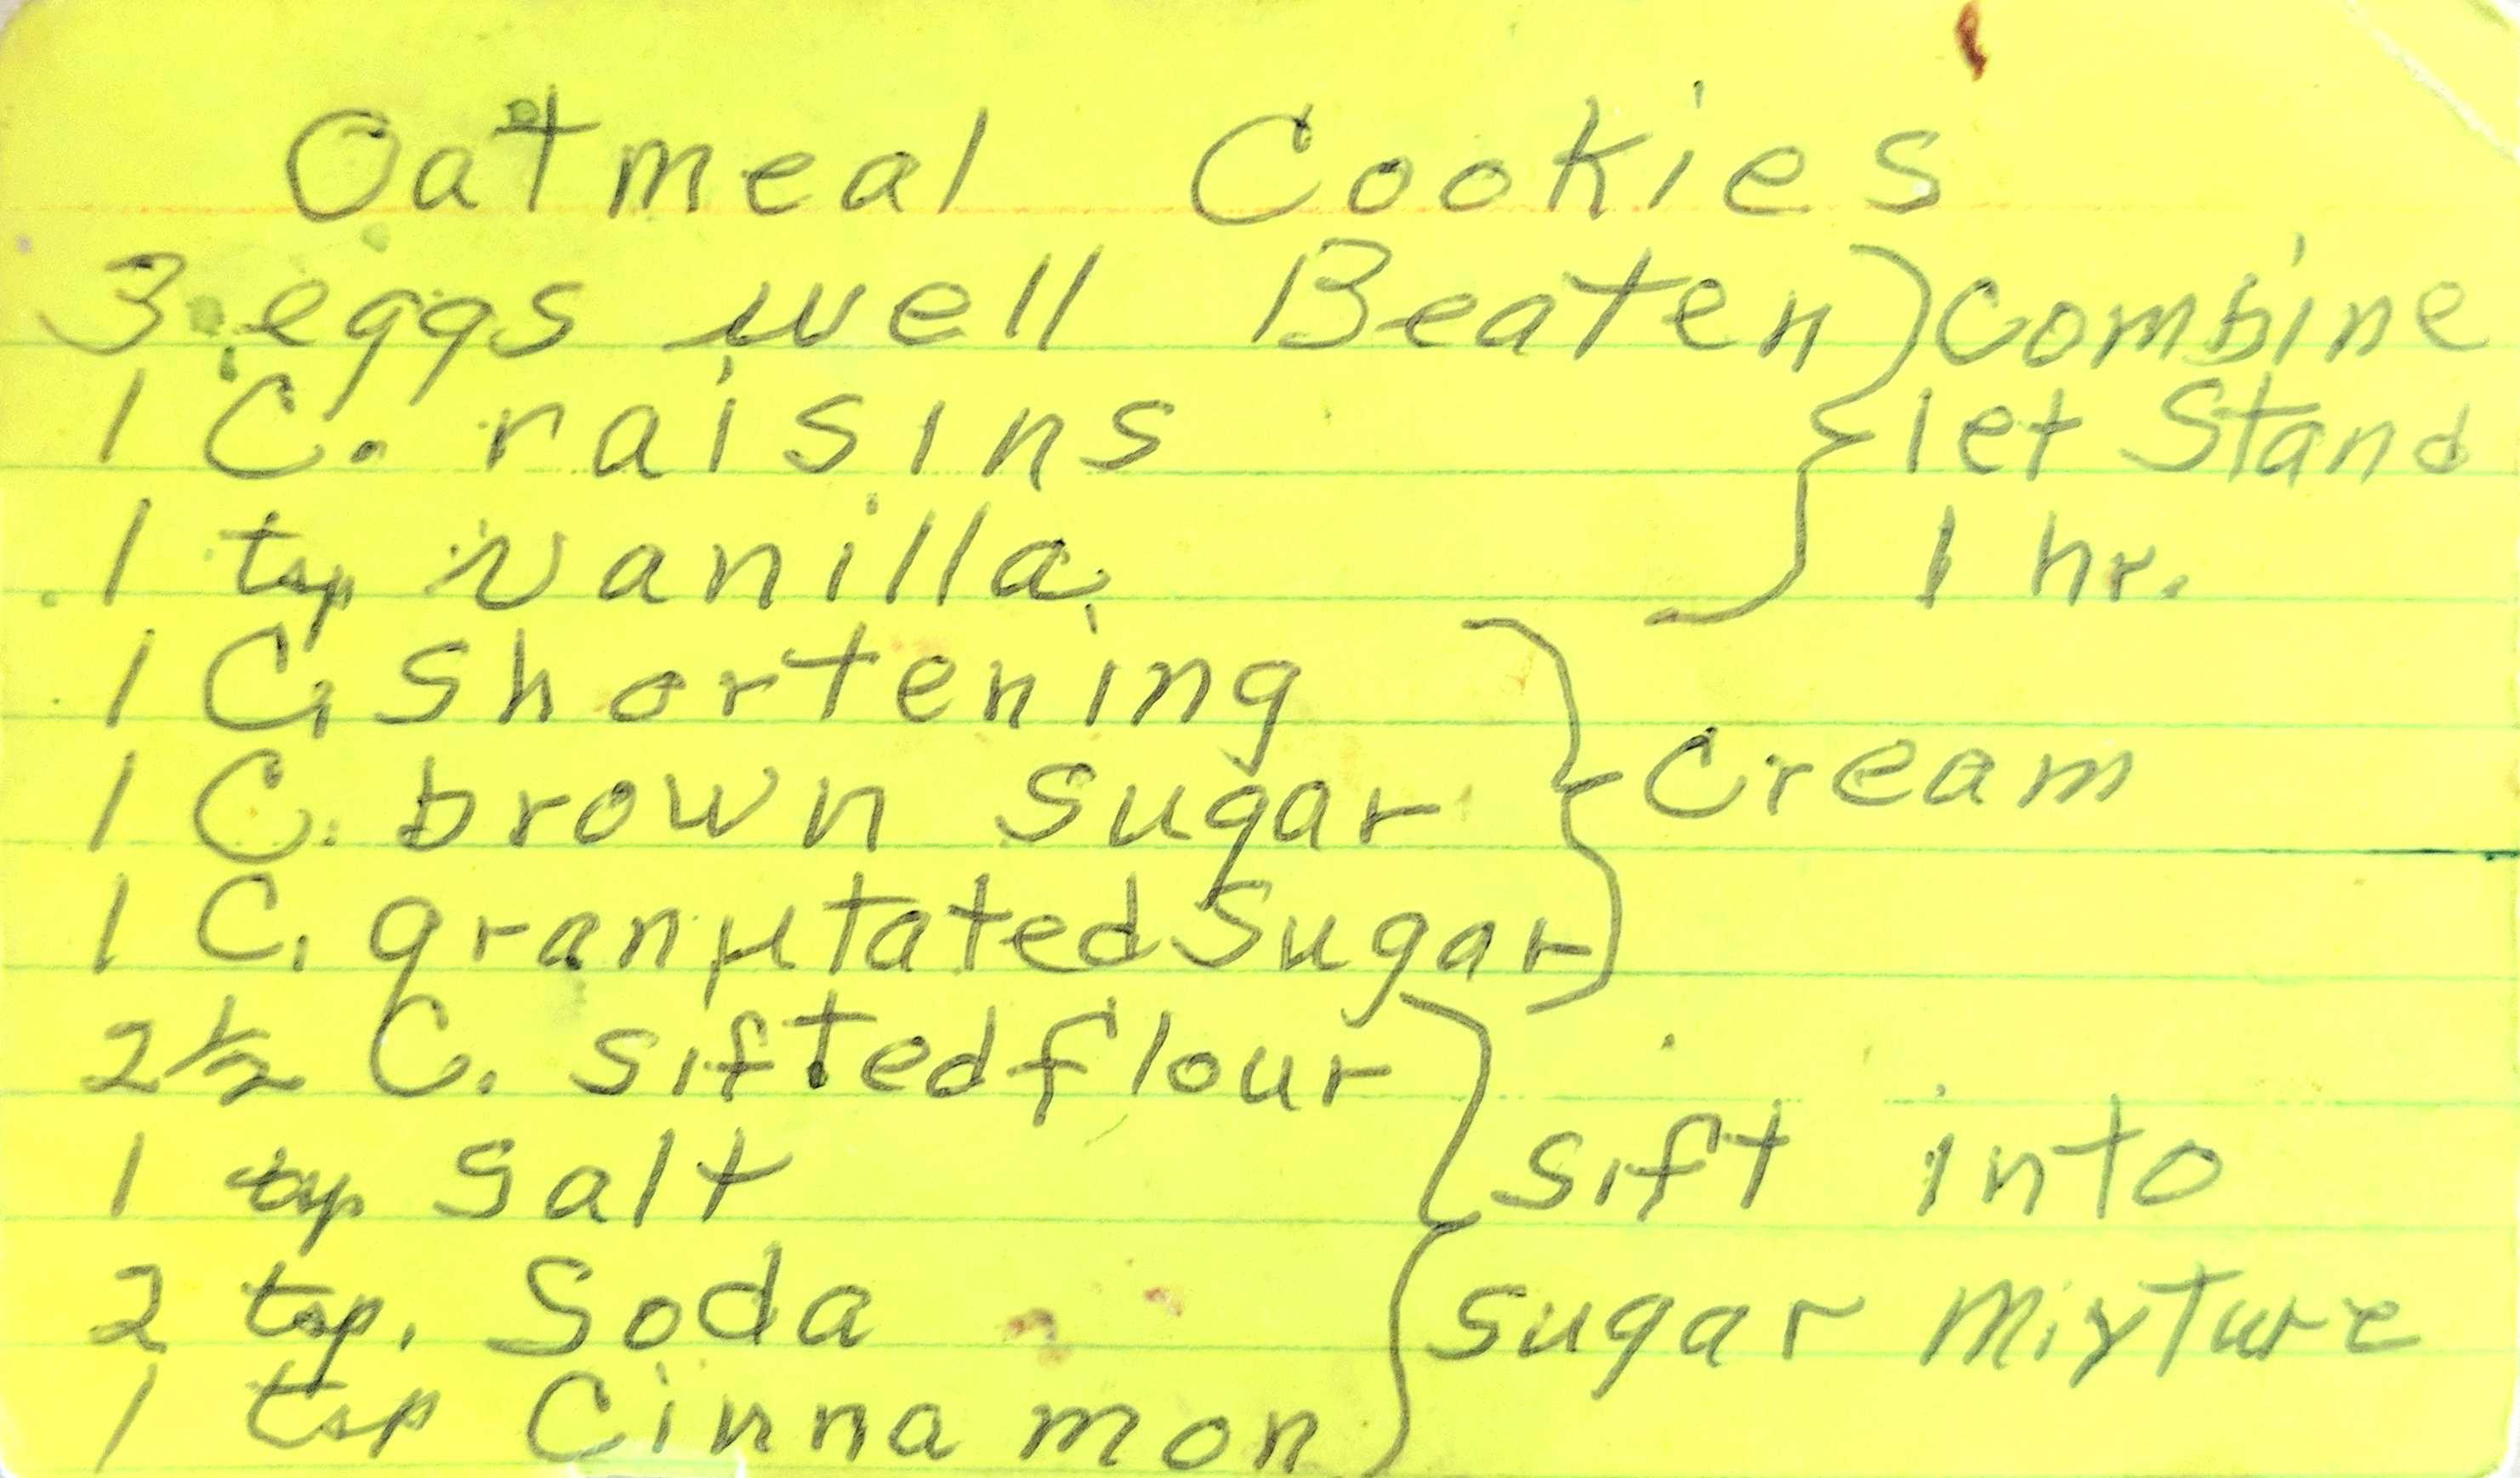 Oatmeal Cookies
3 eggs well Beaten } Combine
1 C. raisins let Stand
1 tsp vanilla 1 hr.
1 C. shortening
1 C. brown sugar } Cream
1 C. granutated Sugar
2 1/2 C. sifted flour
1 tsp Salt } Sift into
2 tsp. Soda Sugar Mixture
1 tsp Cinnamon